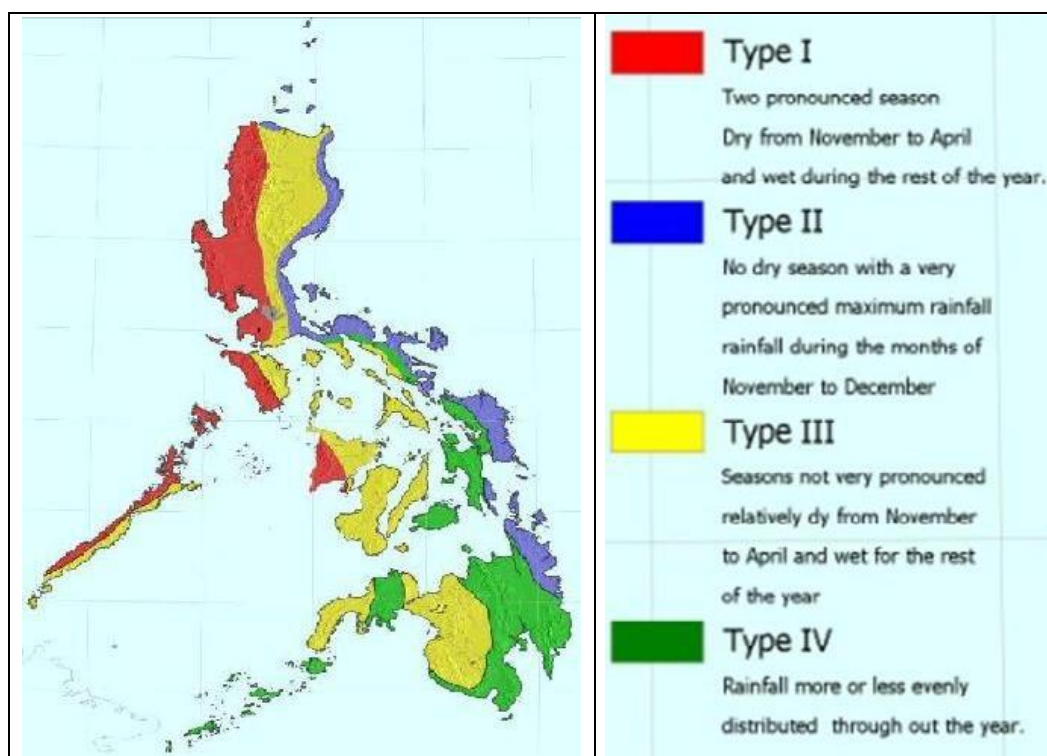 Type I
Two pronounced season
Dry from November to April
and wet during the rest of the year.
Type II
No dry season with a very
pronounced maximum rainfall
rainfall during the months of
November to December
Type III
Seasons not very pronounced
relatively dy from November
to April and wet for the rest
of the year
Type IV
Rainfall more or less evenly
distributed through out the year.